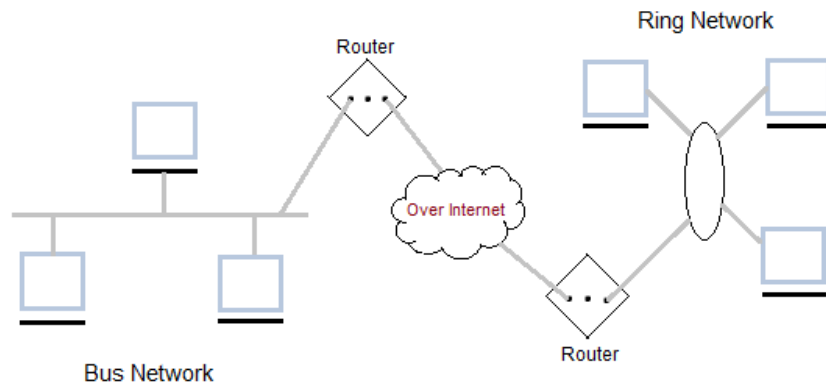 Ring Network
Router
Over Internet
Router
Bus Network